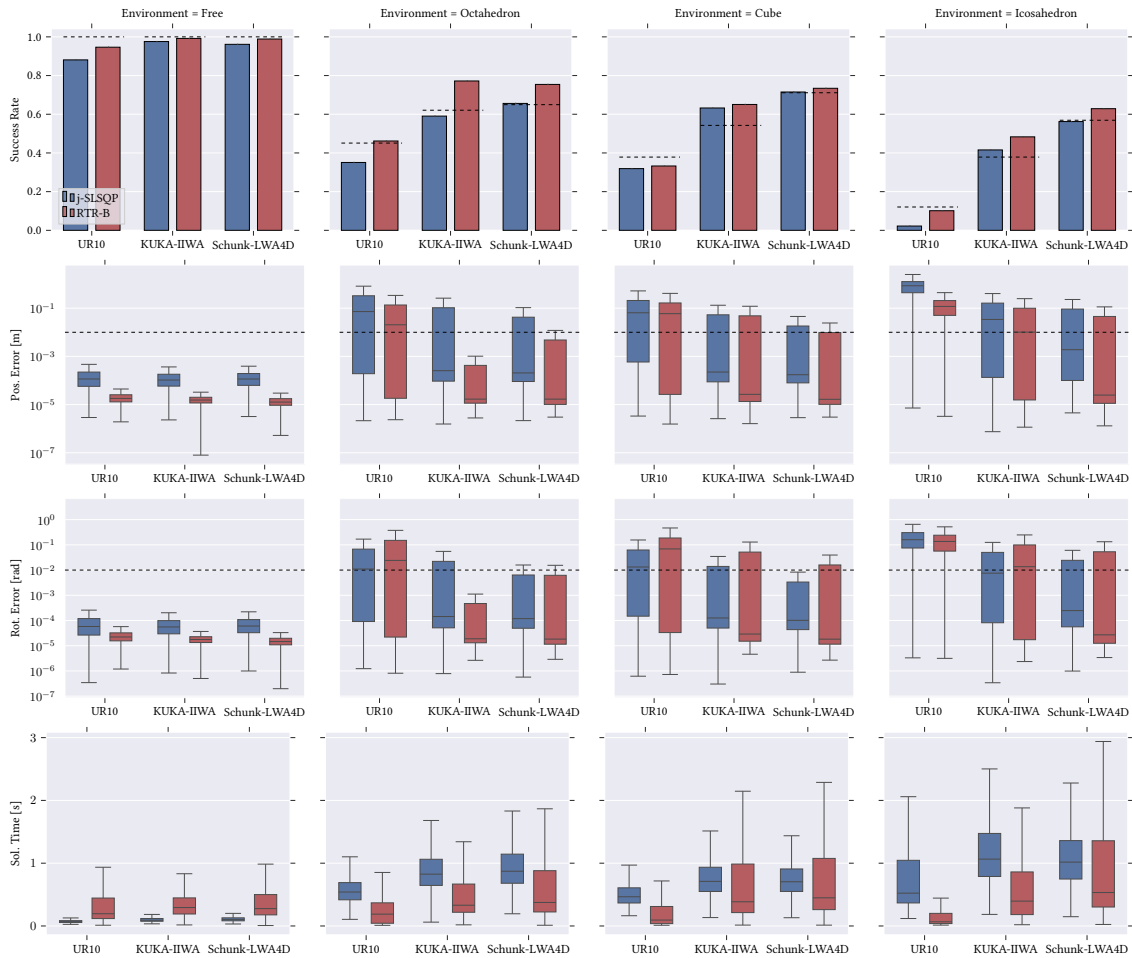 Environment = Free
Environment = Octahedron
Environment = Cube
Environment = Icosahedron
Success Rate
1.0
0.8
0.6
0.4
0.2
0.0
j-SLSQP
RTR-B
UR10 KUKA-IIWA Schunk-LWA4D
UR10 KUKA-IIWA Schunk-LWA4D
UR10 KUKA-IIWA Schunk-LWA4D
UR10 KUKA-IIWA Schunk-LWA4D
Pos. Error [m]
10⁻¹
10⁻³
10⁻⁵
10⁻⁷
UR10 KUKA-IIWA Schunk-LWA4D
UR10 KUKA-IIWA Schunk-LWA4D
UR10 KUKA-IIWA Schunk-LWA4D
UR10 KUKA-IIWA Schunk-LWA4D
Rot. Error [rad]
10⁰
10⁻¹
10⁻²
10⁻³
10⁻⁴
10⁻⁵
10⁻⁶
10⁻⁷
UR10 KUKA-IIWA Schunk-LWA4D
UR10 KUKA-IIWA Schunk-LWA4D
UR10 KUKA-IIWA Schunk-LWA4D
UR10 KUKA-IIWA Schunk-LWA4D
Sol. Time [s]
3
2
1
0
UR10 KUKA-IIWA Schunk-LWA4D
UR10 KUKA-IIWA Schunk-LWA4D
UR10 KUKA-IIWA Schunk-LWA4D
UR10 KUKA-IIWA Schunk-LWA4D